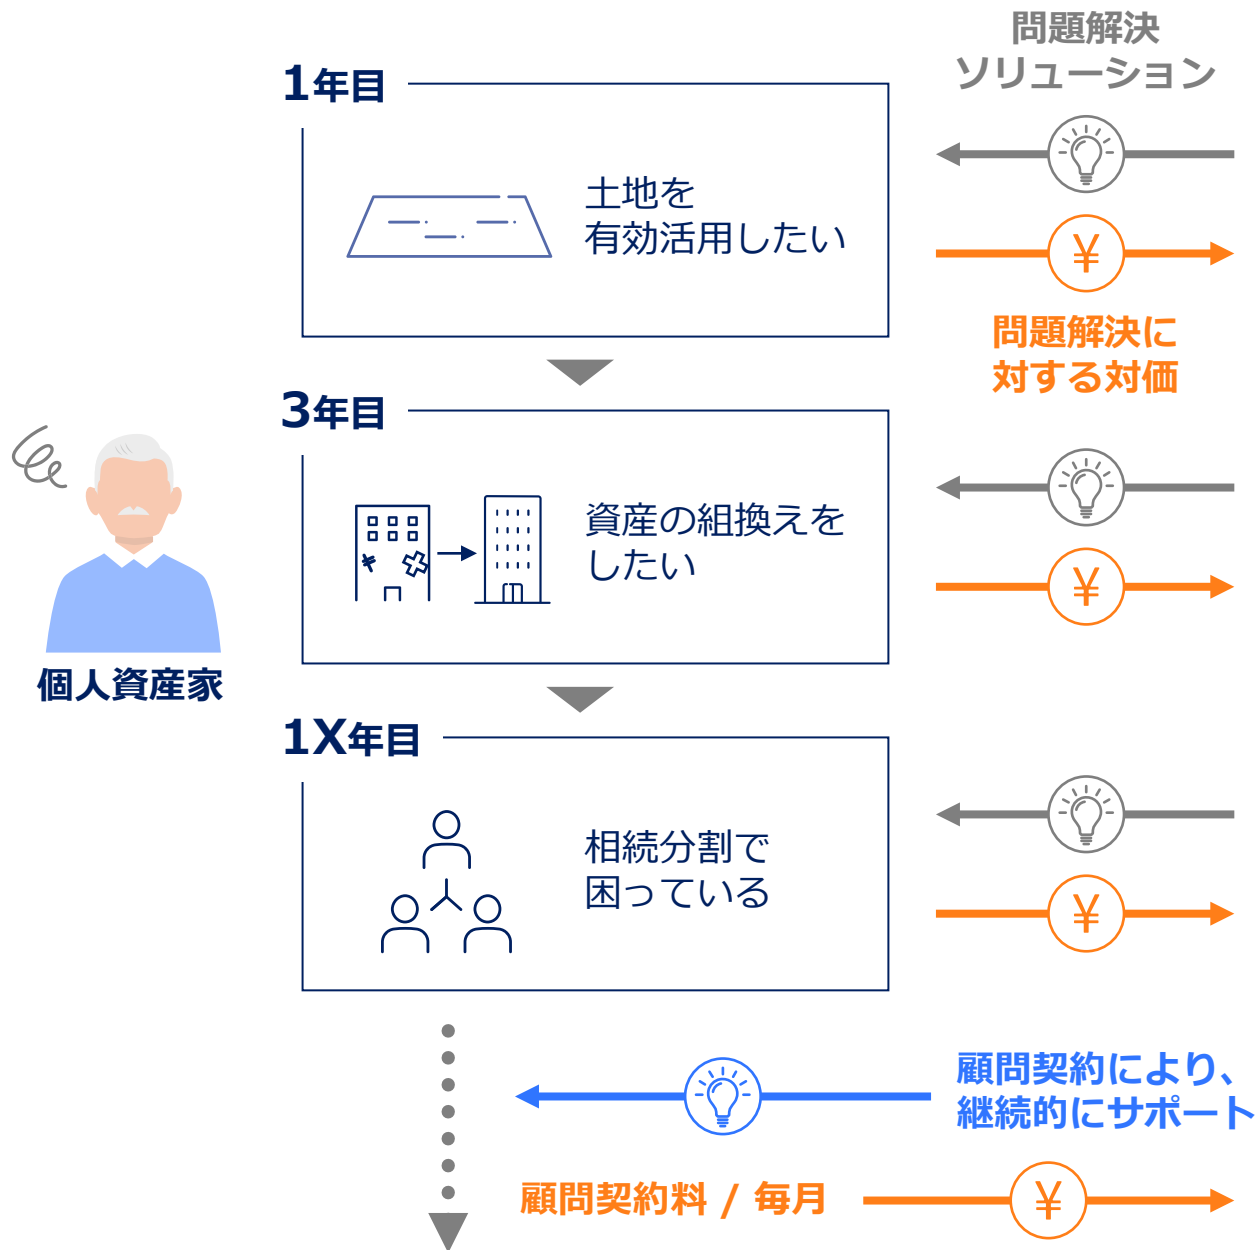 問題解決
ソリューション
1年目
土地を
有効活用したい
¥
問題解決に
対する対価
3年目
資産の組換えを
したい
¥
個人資産家
1X年目
相続分割で
困っている
¥
顧問契約により、
継続的にサポート
顧問契約料 / 毎月
¥